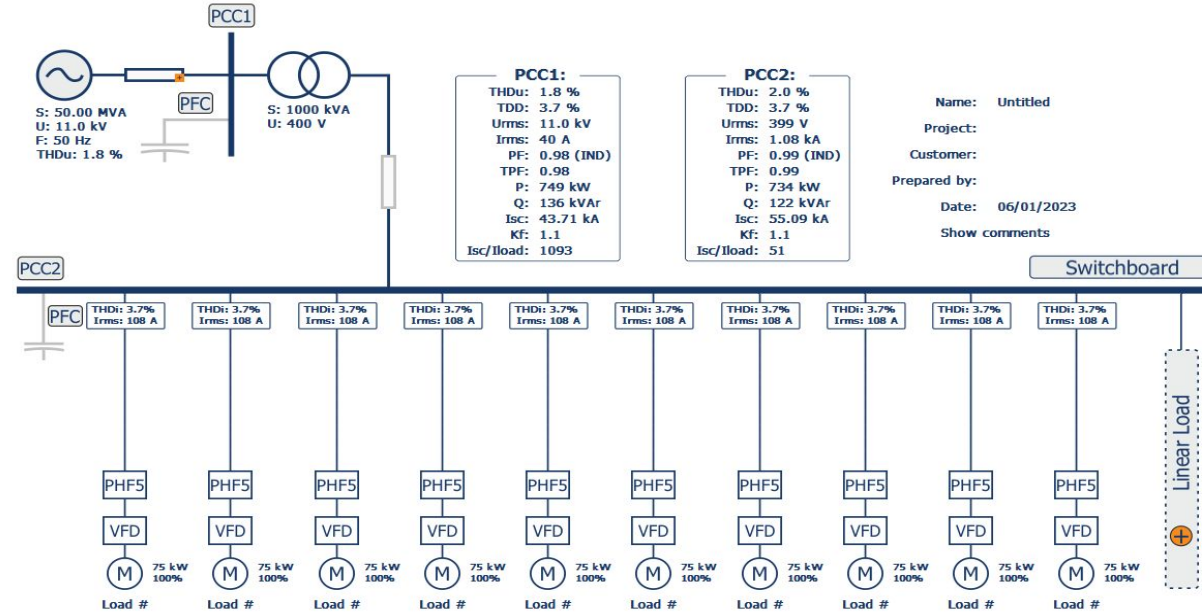 PCC1
S: 50.00 MVA
U: 11.0 kV
F: 50 Hz
THDu: 1.8 %
PFC
S: 1000 kVA
U: 400 V
PCC1:
THDu: 1.8 %
TDD: 3.7 %
Urms: 11.0 kV
Irms: 40 A
PF: 0.98 (IND)
TPF: 0.98
P: 749 kW
Q: 136 kVAr
Isc: 43.71 kA
Kf: 1.1
Isc/Iload: 1093
PCC2:
THDu: 2.0 %
TDD: 3.7 %
Urms: 399 V
Irms: 1.08 kA
PF: 0.99 (IND)
TPF: 0.99
P: 734 kW
Q: 122 kVAr
Isc: 55.09 kA
Kf: 1.1
Isc/Iload: 51
Name: Untitled
Project:
Customer:
Prepared by:
Date: 06/01/2023
Show comments
PCC2
Switchboard
PFC
THDi: 3.7% THDi: 3.7% THDi: 3.7% THDi: 3.7% THDi: 3.7% THDi: 3.7% THDi: 3.7% THDi: 3.7% THDi: 3.7% THDi: 3.7%
Irms: 108 A Irms: 108 A Irms: 108 A Irms: 108 A Irms: 108 A Irms: 108 A Irms: 108 A Irms: 108 A Irms: 108 A Irms: 108 A
Linear Load
PHF5 PHF5 PHF5 PHF5 PHF5 PHF5 PHF5 PHF5 PHF5 PHF5
VFD VFD VFD VFD VFD VFD VFD VFD VFD VFD
M 75 kW M 75 kW M 75 kW M 75 kW M 75 kW M 75 kW M 75 kW M 75 kW M 75 kW M 75 kW
100% 100% 100% 100% 100% 100% 100% 100% 100% 100%
Load # Load # Load # Load # Load # Load # Load # Load # Load # Load #